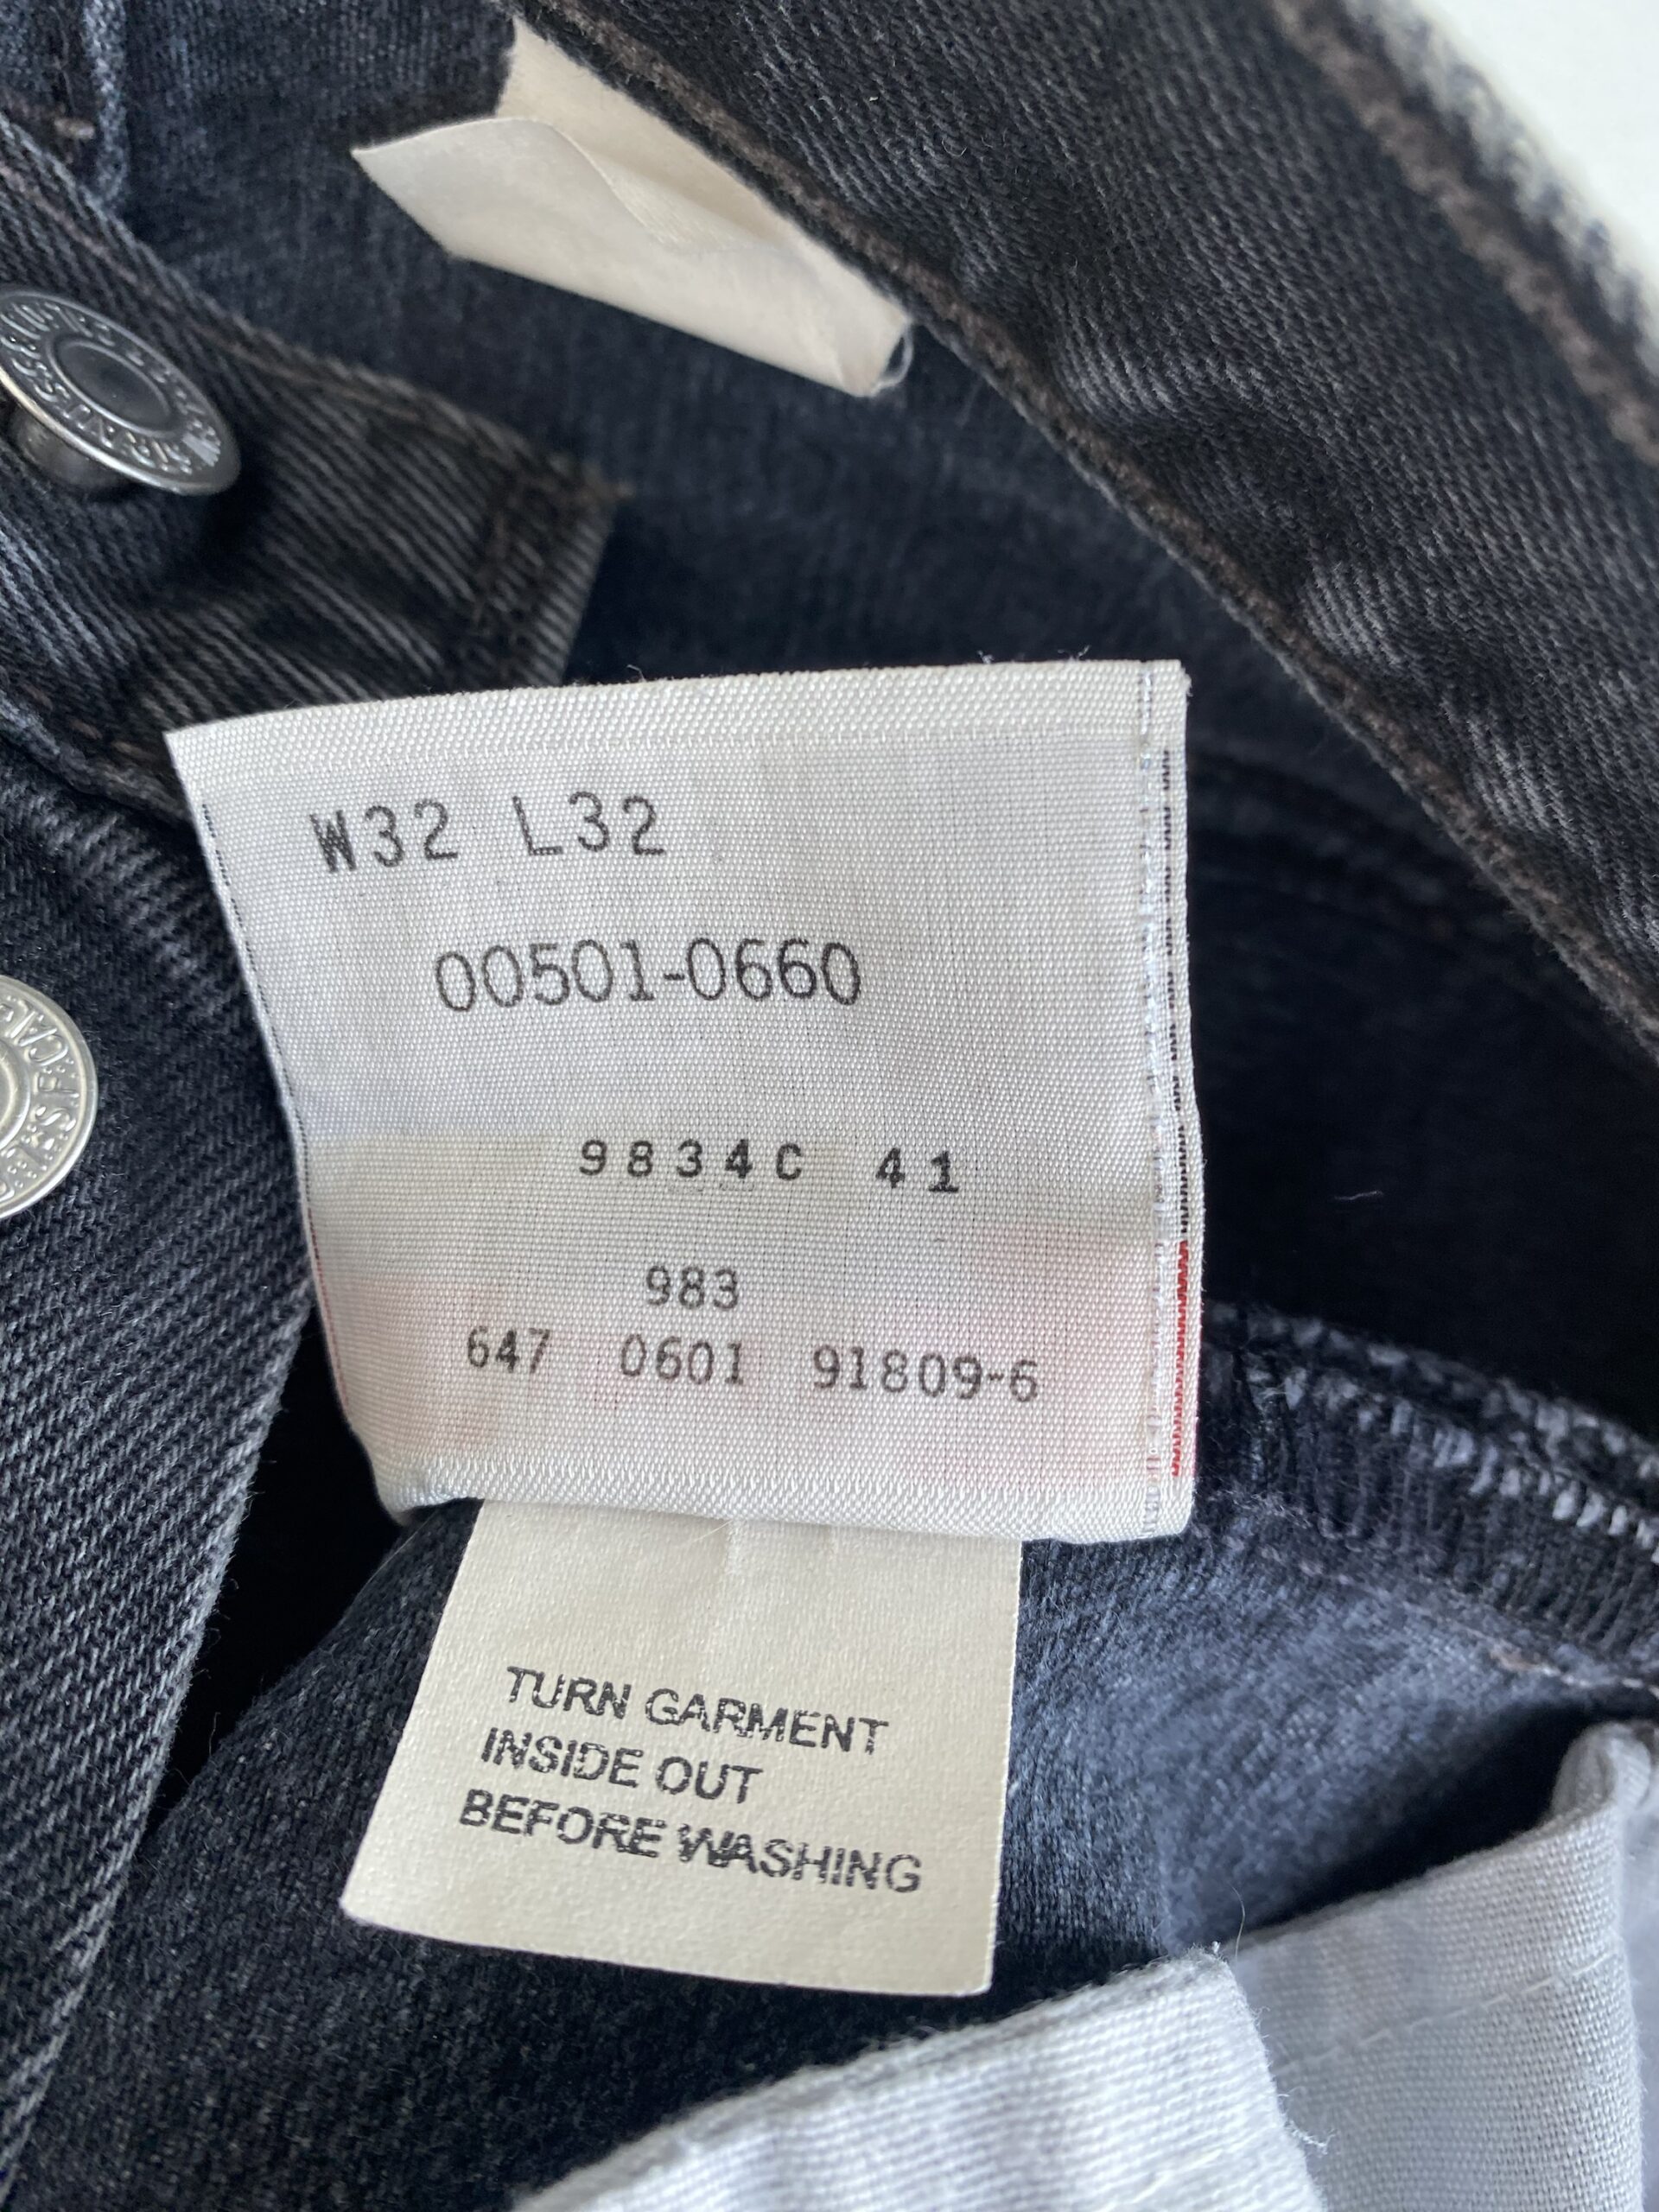 W32 L32
00501-0660
9834C 41
983
647 0601 91809-6
TURN GARMENT
INSIDE OUT
BEFORE WASHING